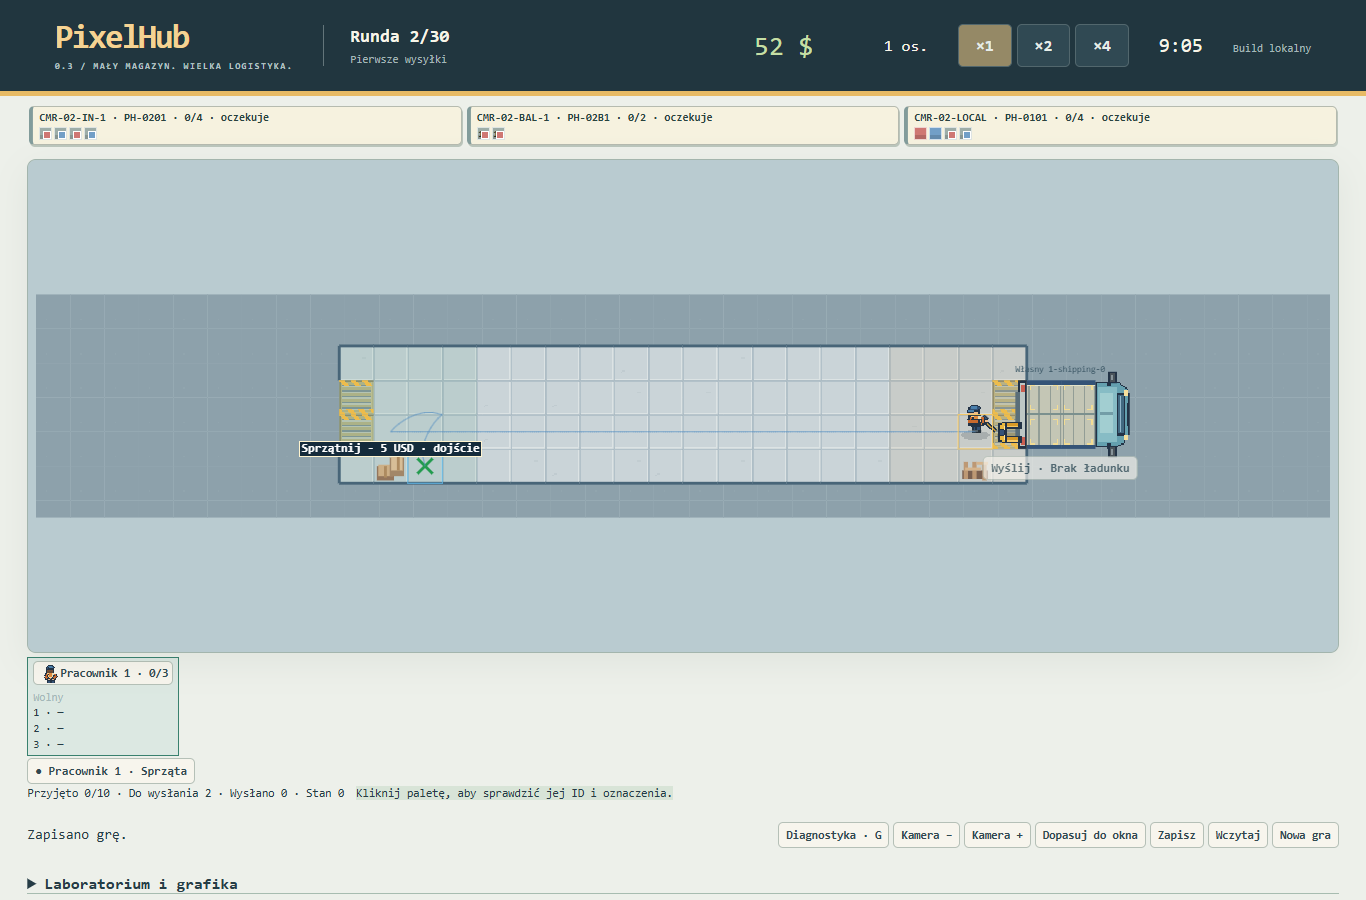 PixelHub
0.3 / MAŁY MAGAZYN. WIELKA LOGISTYKA.
Runda 2/30
Pierwsze wysyłki
52 $
1 os.
×1
×2
×4
9:05
Build lokalny
CMR-02-IN-1 · PH-0201 · 0/4 · oczekuje
CMR-02-BAL-1 · PH-02B1 · 0/2 · oczekuje
CMR-02-LOCAL · PH-0101 · 0/4 · oczekuje
Własny 1-shipping-0
Sprzątnij - 5 USD · dojście
Wyślij · Brak ładunku
Pracownik 1 · 0/3
Wolny
1 · —
2 · —
3 · —
● Pracownik 1 · Sprząta
Przyjęto 0/10 · Do wysłania 2 · Wysłano 0 · Stan 0 Kliknij paletę, aby sprawdzić jej ID i oznaczenia.
Zapisano grę.
Diagnostyka · G
Kamera −
Kamera +
Dopasuj do okna
Zapisz
Wczytaj
Nowa gra
▶ Laboratorium i grafika